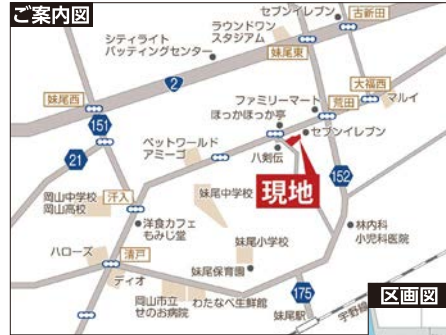 ご案内図
セブンイレブン
古新田
ラウンドワン
スタジアム
シティライト
バッティングセンター
妹尾東
2
大福西
妹尾西
ファミリーマート
荒田
マルイ
151
ほっかほっか亭
ペットワールド
アミーゴ
セブンイレブン
21
八剣伝
現地
152
岡山中学校
岡山高校
汗入
妹尾中学校
洋食カフェ
もみじ堂
林内科
小児科医院
ハローズ
清戸
妹尾小学校
ディオ
妹尾保育園
岡山市立
せのお病院
わたなべ生鮮館
175
妹尾駅
宇野線
区画図